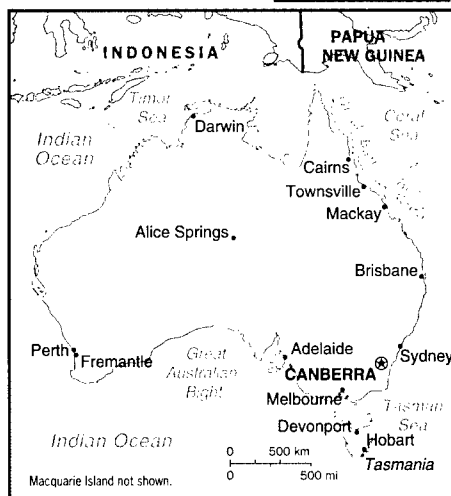 INDONESIA
PAPUA
NEW GUINEA
Timor
Sea
Coral
Sea
Darwin
Indian
Ocean
Cairns
Townsville
Mackay
Alice Springs
Brisbane
Perth
Fremantle
Great
Australian
Bight
Adelaide
Sydney
CANBERRA
Melbourne
Tasman
Sea
Devonport
Hobart
Tasmania
Indian Ocean
0 500 km
0 500 mi
Macquarie Island not shown.